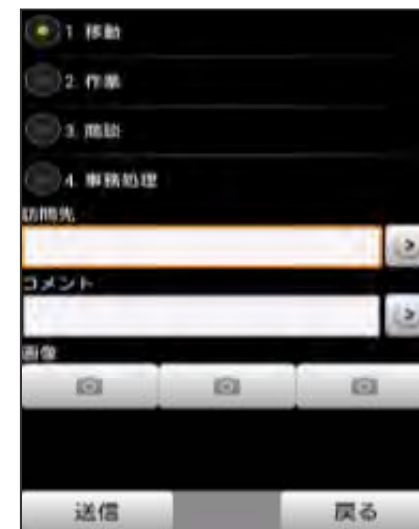 1. 移動
2. 作業
3. 商談
4. 事務処理
訪問先
コメント
画像
送信
戻る